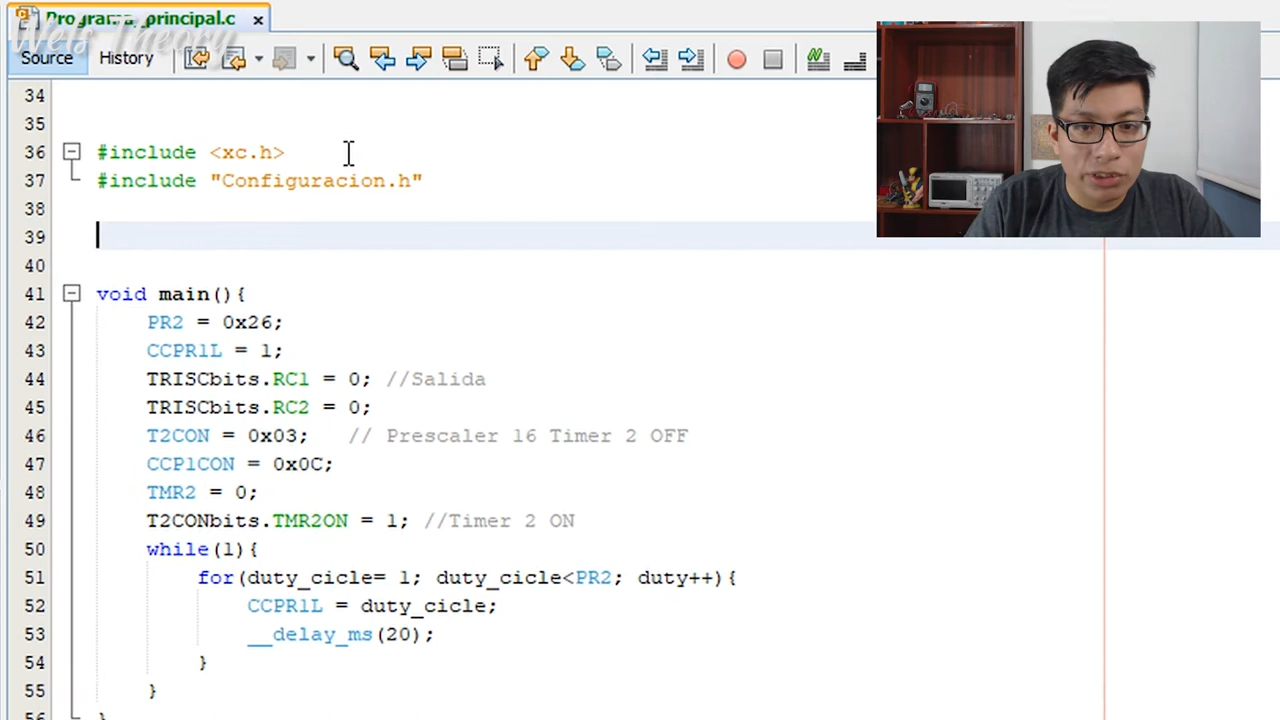 Programa_principal.c
Wels Theory
Source History
34
35
36 #include <xc.h>
37 #include "Configuracion.h"
38
39
40
41 void main(){
42 PR2 = 0x26;
43 CCPR1L = 1;
44 TRISCbits.RC1 = 0; //Salida
45 TRISCbits.RC2 = 0;
46 T2CON = 0x03; // Prescaler 16 Timer 2 OFF
47 CCP1CON = 0x0C;
48 TMR2 = 0;
49 T2CONbits.TMR2ON = 1; //Timer 2 ON
50 while(1){
51 for(duty_cicle= 1; duty_cicle<PR2; duty++){
52 CCPR1L = duty_cicle;
53 __delay_ms(20);
54 }
55 }
56 }